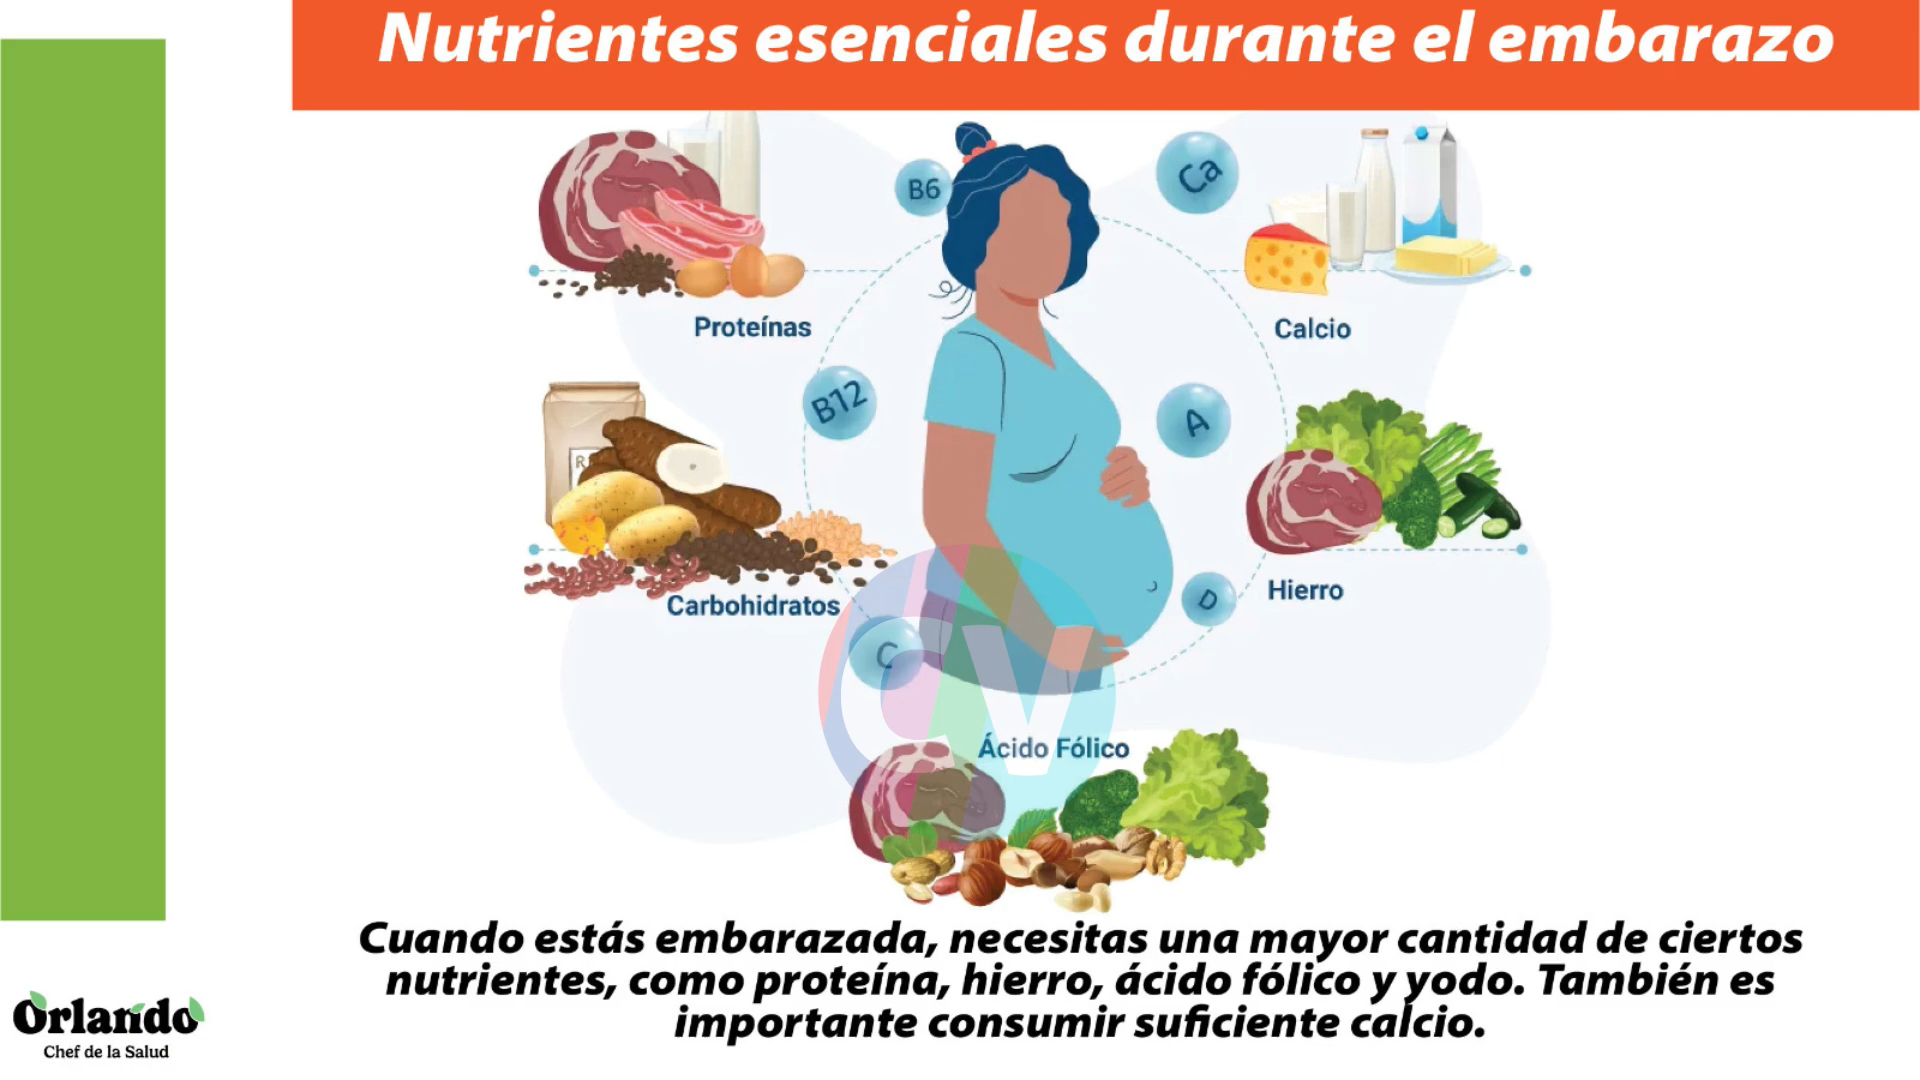 Nutrientes esenciales durante el embarazo
B6
Ca
Proteínas
Calcio
B12
A
Carbohidratos
Hierro
D
C
CV
Ácido Fólico
Cuando estás embarazada, necesitas una mayor cantidad de ciertos
nutrientes, como proteína, hierro, ácido fólico y yodo. También es
importante consumir suficiente calcio.
Orlando
Chef de la Salud